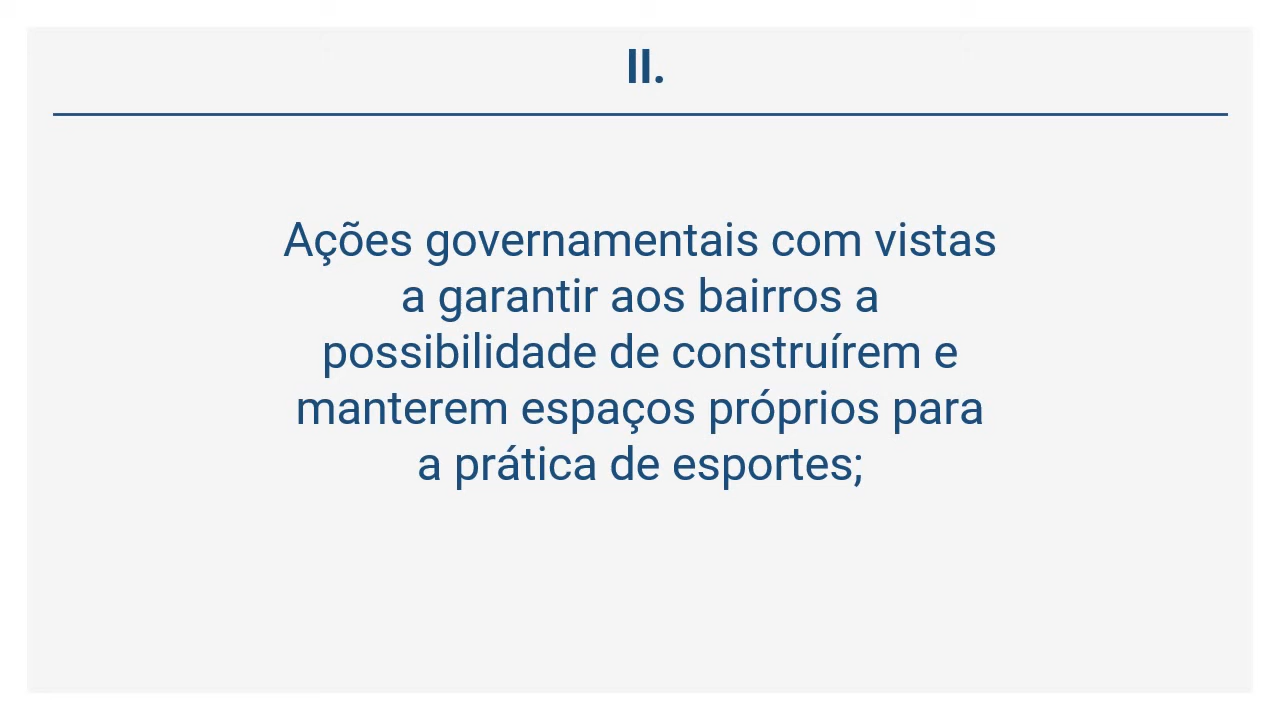 II.
Ações governamentais com vistas
a garantir aos bairros a
possibilidade de construírem e
manterem espaços próprios para
a prática de esportes;